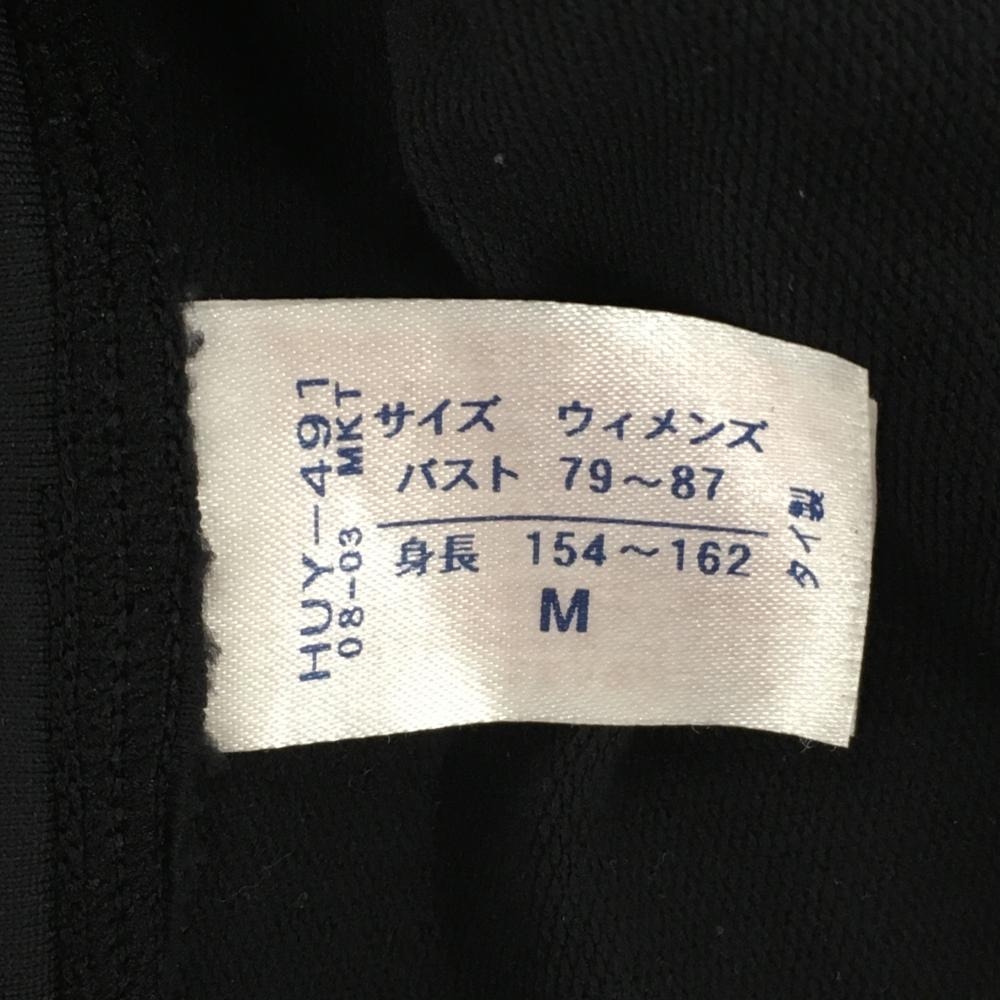 HUY-491
08-03 MKT
サイズ ウィメンズ
バスト 79～87
身長 154～162
M
タイ製